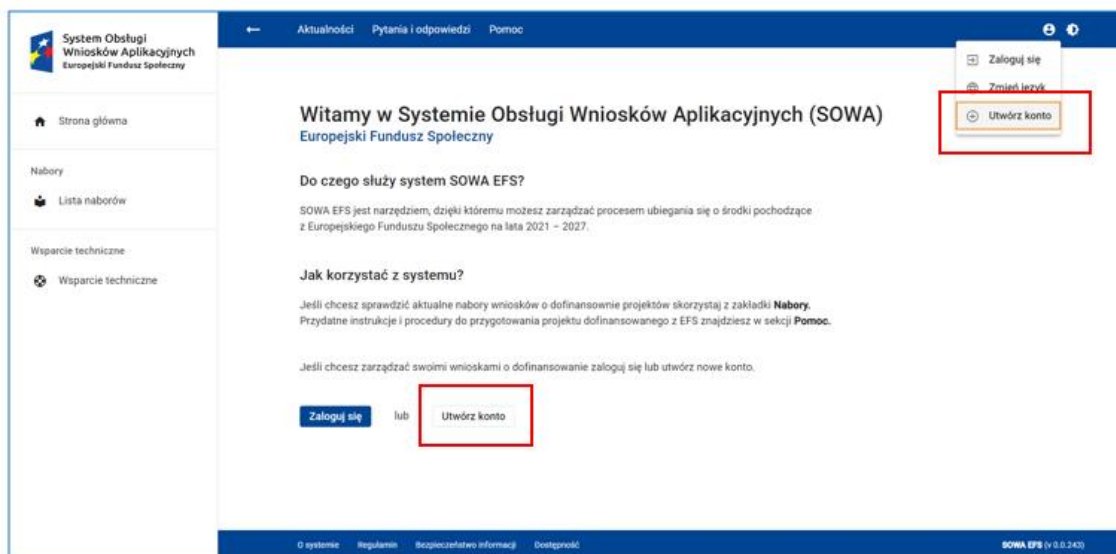 System Obsługi
Wniosków Aplikacyjnych
Europejski Fundusz Społeczny
Aktualności Pytania i odpowiedzi Pomoc
Zaloguj się
Zmień język
Utwórz konto
Strona główna
Nabory
Lista naborów
Wsparcie techniczne
Wsparcie techniczne
Witamy w Systemie Obsługi Wniosków Aplikacyjnych (SOWA)
Europejski Fundusz Społeczny
Do czego służy system SOWA EFS?
SOWA EFS jest narzędziem, dzięki któremu możesz zarządzać procesem ubiegania się o środki pochodzące
z Europejskiego Funduszu Społecznego na lata 2021 – 2027.
Jak korzystać z systemu?
Jeśli chcesz sprawdzić aktualne nabory wniosków o dofinansownie projektów skorzystaj z zakładki Nabory.
Przydatne instrukcje i procedury do przygotowania projektu dofinansowanego z EFS znajdziesz w sekcji Pomoc.
Jeśli chcesz zarządzać swoimi wnioskami o dofinansowanie zaloguj się lub utwórz nowe konto.
Zaloguj się lub Utwórz konto
O systemie Regulamin Bezpieczeństwo informacji Dostępność SOWA EFS (v 0.0.243)